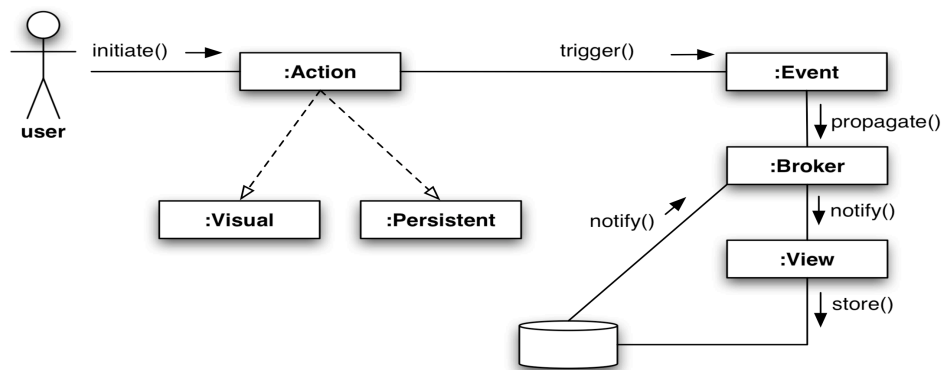 initiate()
trigger()
:Action
:Event
user
propagate()
:Broker
:Visual
:Persistent
notify()
notify()
:View
store()